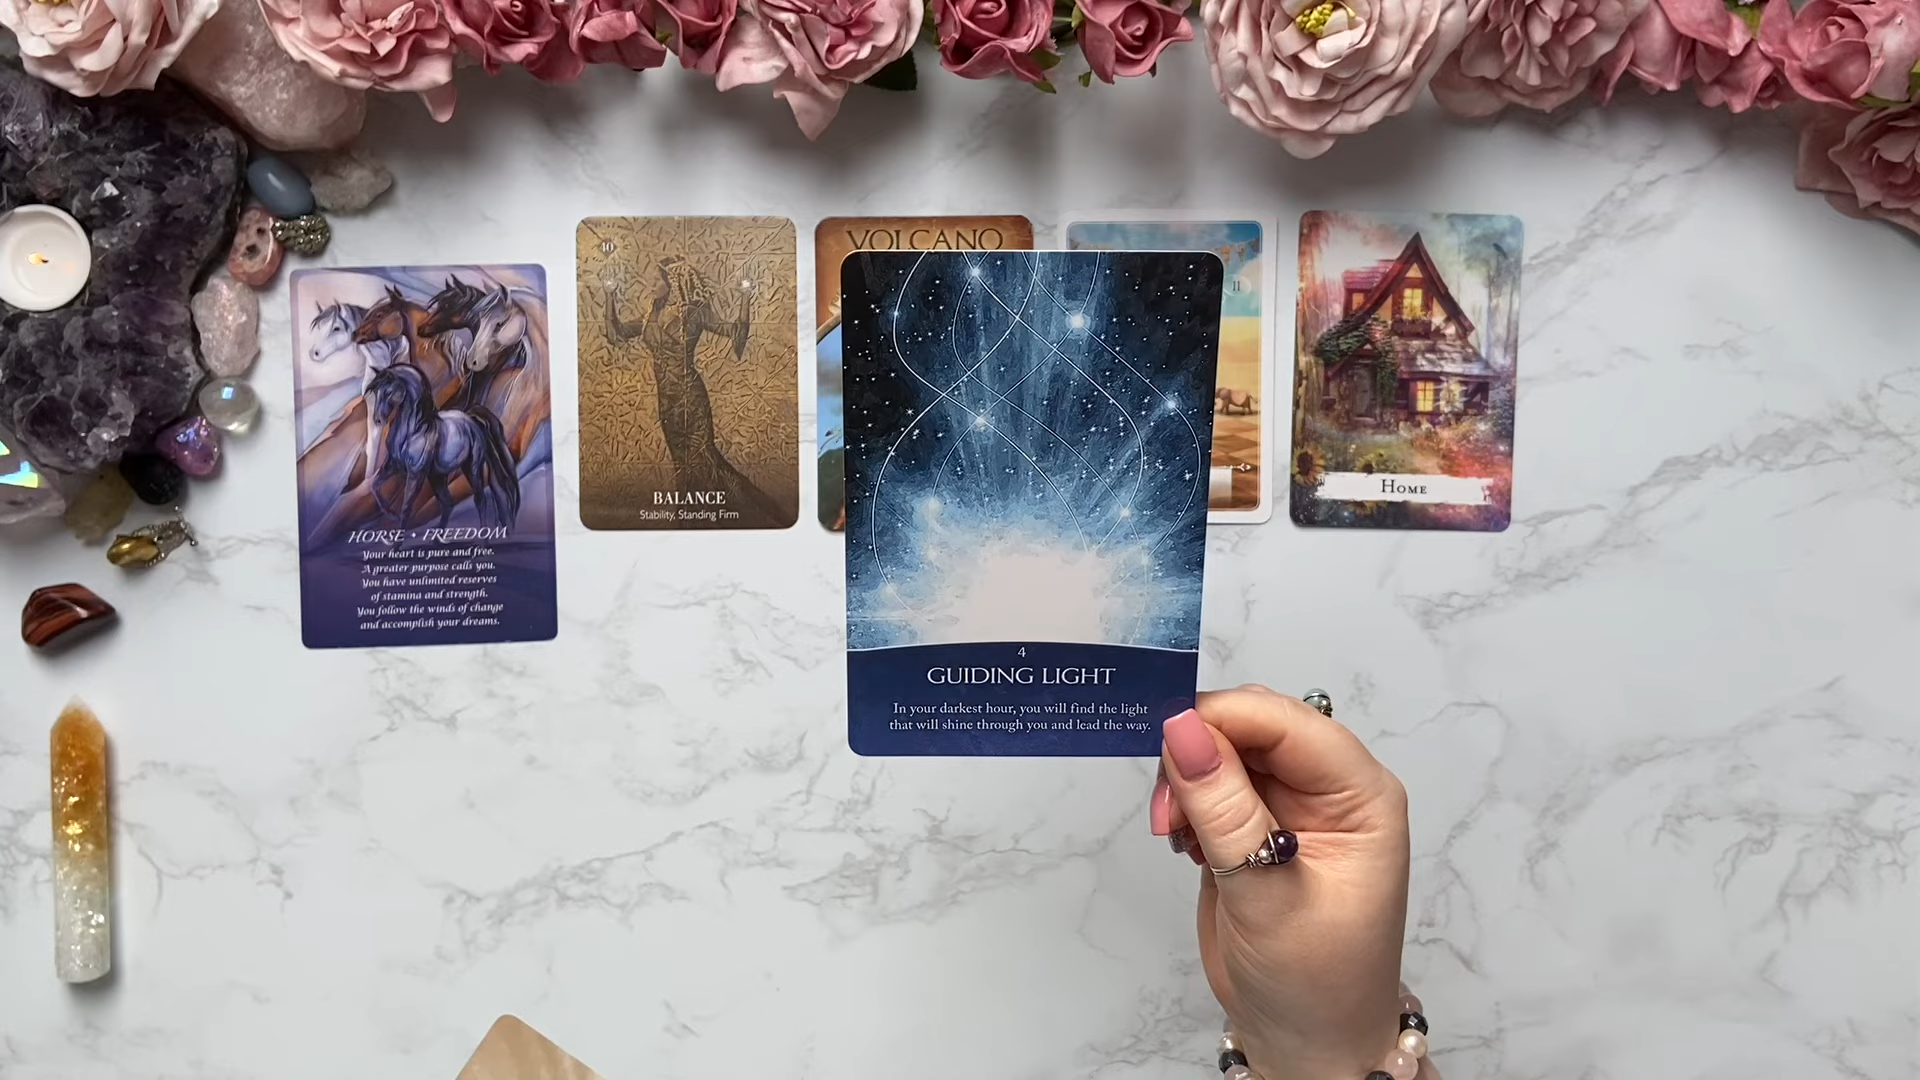 HORSE • FREEDOM
Your heart is pure and free.
A greater purpose calls you.
You have unlimited reserves
of stamina and strength.
You follow the winds of change
and accomplish your dreams.
40
BALANCE
Stability, Standing Firm
VOLCANO
4
GUIDING LIGHT
In your darkest hour, you will find the light
that will shine through you and lead the way.
11
HOME